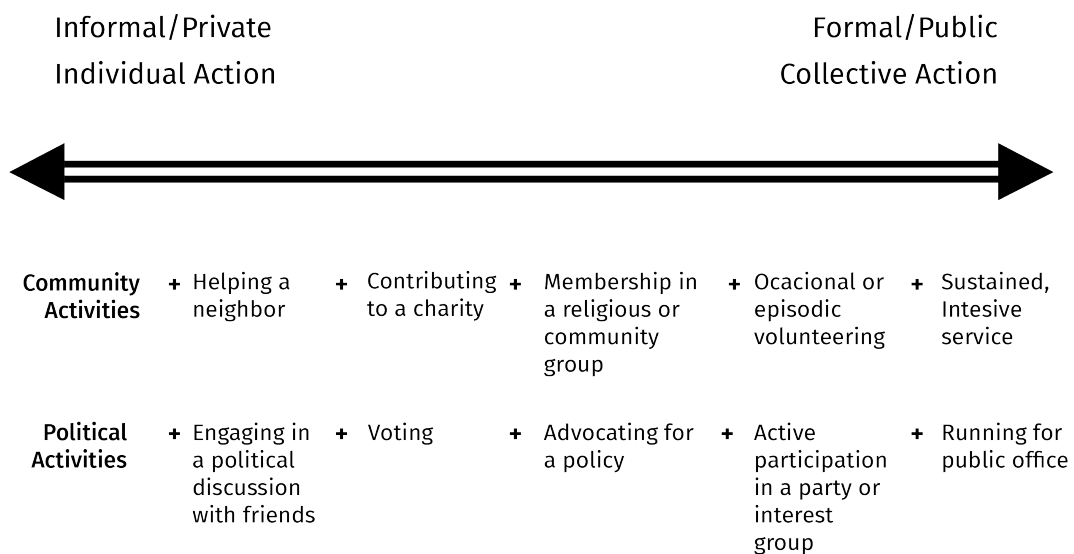 Informal/Private
Individual Action
Formal/Public
Collective Action
Community
Activities
+ Helping a
neighbor
+ Contributing
to a charity
+ Membership in
a religious or
community
group
+ Ocacional or
episodic
volunteering
+ Sustained,
Intesive
service
Political
Activities
+ Engaging in
a political
discussion
with friends
+ Voting
+ Advocating for
a policy
+ Active
participation
in a party or
interest
group
+ Running for
public office